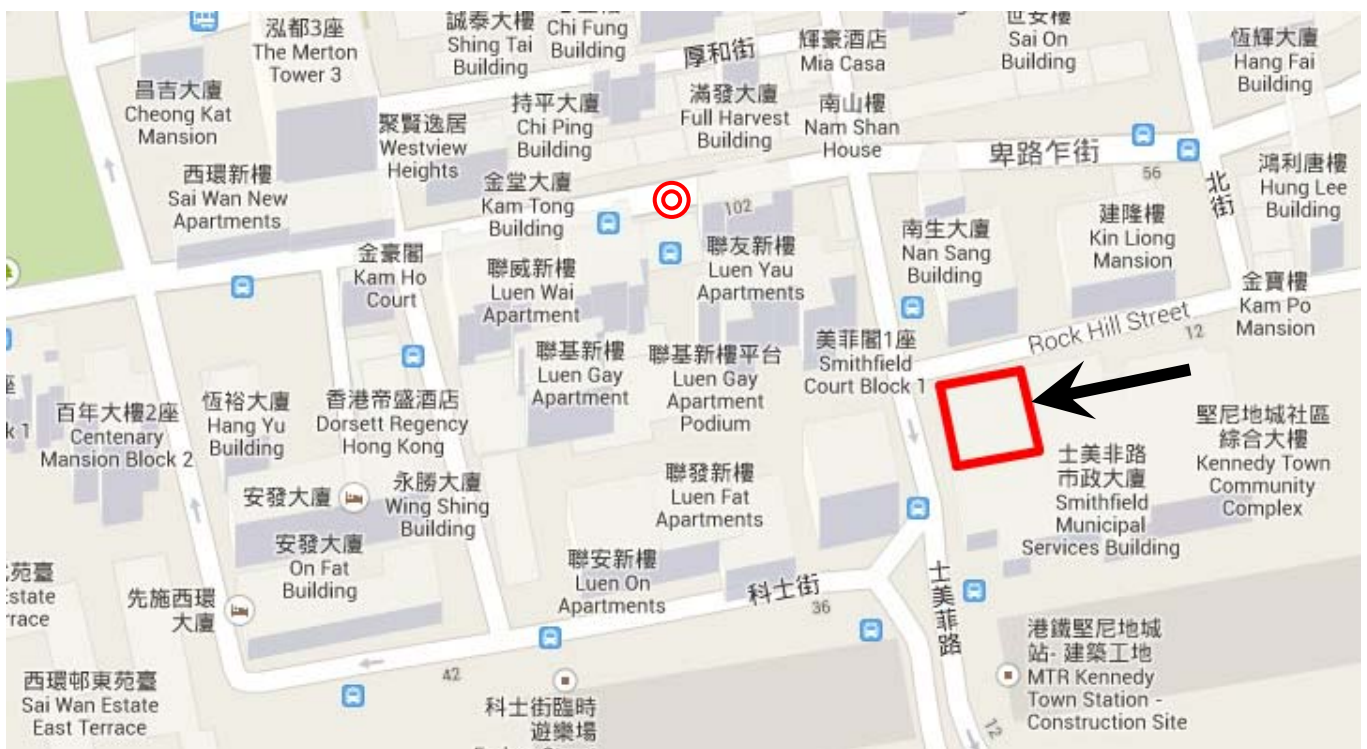 泓都3座
The Merton
Tower 3
誠泰大樓
Shing Tai
Building
Chi Fung
Building
厚和街
輝豪酒店
Mia Casa
世安樓
Sai On
Building
恆輝大廈
Hang Fai
Building
昌吉大廈
Cheong Kat
Mansion
聚賢逸居
Westview
Heights
持平大廈
Chi Ping
Building
滿發大廈
Full Harvest
Building
南山樓
Nam Shan
House
卑路乍街
56
北街
鴻利唐樓
Hung Lee
Building
西環新樓
Sai Wan New
Apartments
金堂大廈
Kam Tong
Building
102
金豪閣
Kam Ho
Court
聯威新樓
Luen Wai
Apartment
聯友新樓
Luen Yau
Apartments
南生大廈
Nan Sang
Building
建隆樓
Kin Liong
Mansion
金寶樓
Kam Po
Mansion
Rock Hill Street
12
聯基新樓
Luen Gay
Apartment
聯基新樓平台
Luen Gay
Apartment
Podium
美菲閣1座
Smithfield
Court Block 1
k 1
百年大樓2座
Centenary
Mansion Block 2
恆裕大廈
Hang Yu
Building
香港帝盛酒店
Dorsett Regency
Hong Kong
堅尼地城社區
綜合大樓
Kennedy Town
Community
Complex
士美非路
市政大廈
Smithfield
Municipal
Services Building
安發大廈
永勝大廈
Wing Shing
Building
聯發新樓
Luen Fat
Apartments
安發大廈
On Fat
Building
聯安新樓
Luen On
Apartments
科士街
36
士美菲路
苑臺
Estate
rrace
先施西環
大廈
42
西環邨東苑臺
Sai Wan Estate
East Terrace
科士街臨時
遊樂場
港鐵堅尼地城
站- 建築工地
MTR Kennedy
Town Station -
Construction Site
12